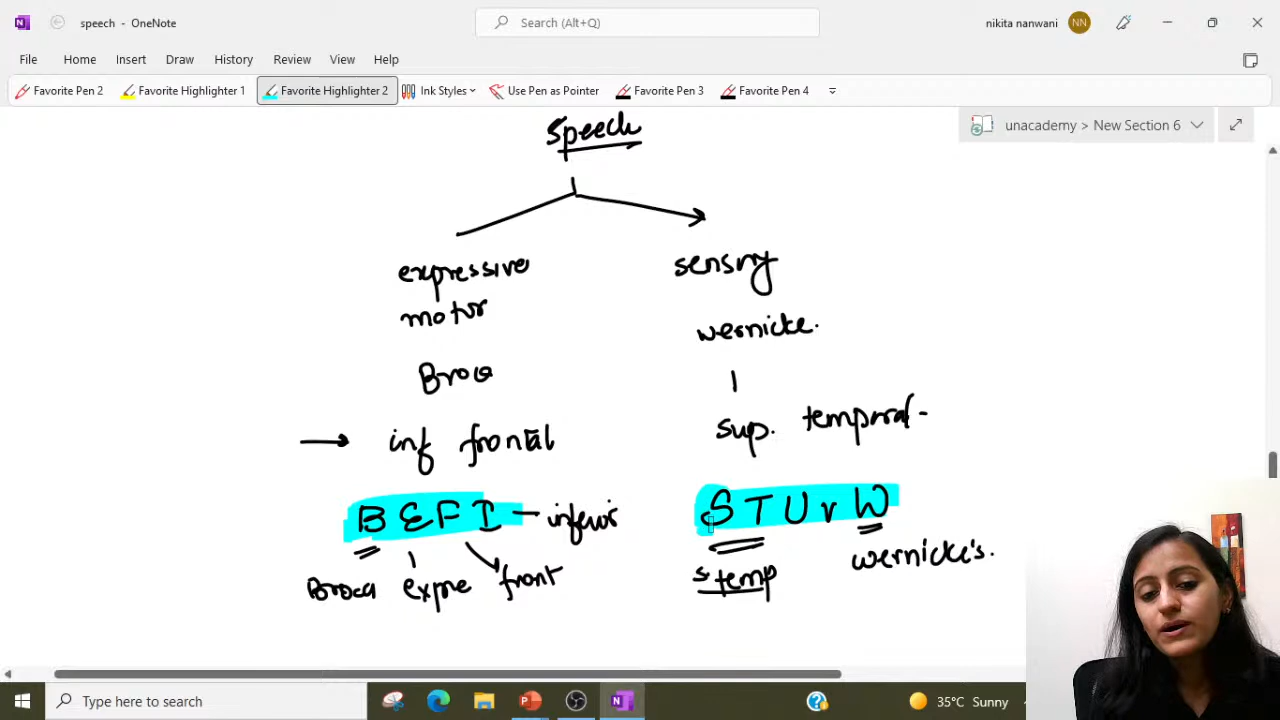 speech - OneNote
Search (Alt+Q)
nikita nanwani
NN
File Home Insert Draw History Review View Help
Favorite Pen 2 Favorite Highlighter 1 Favorite Highlighter 2 Ink Styles Use Pen as Pointer Favorite Pen 3 Favorite Pen 4
unacademy > New Section 6
speech
expressive sensory
motor
wernicke.
Broca
sup. temporal
inf frontal
B E F I - inferior
S T U V W
wernicke's.
Broca expre front
s temp
Type here to search
35°C Sunny